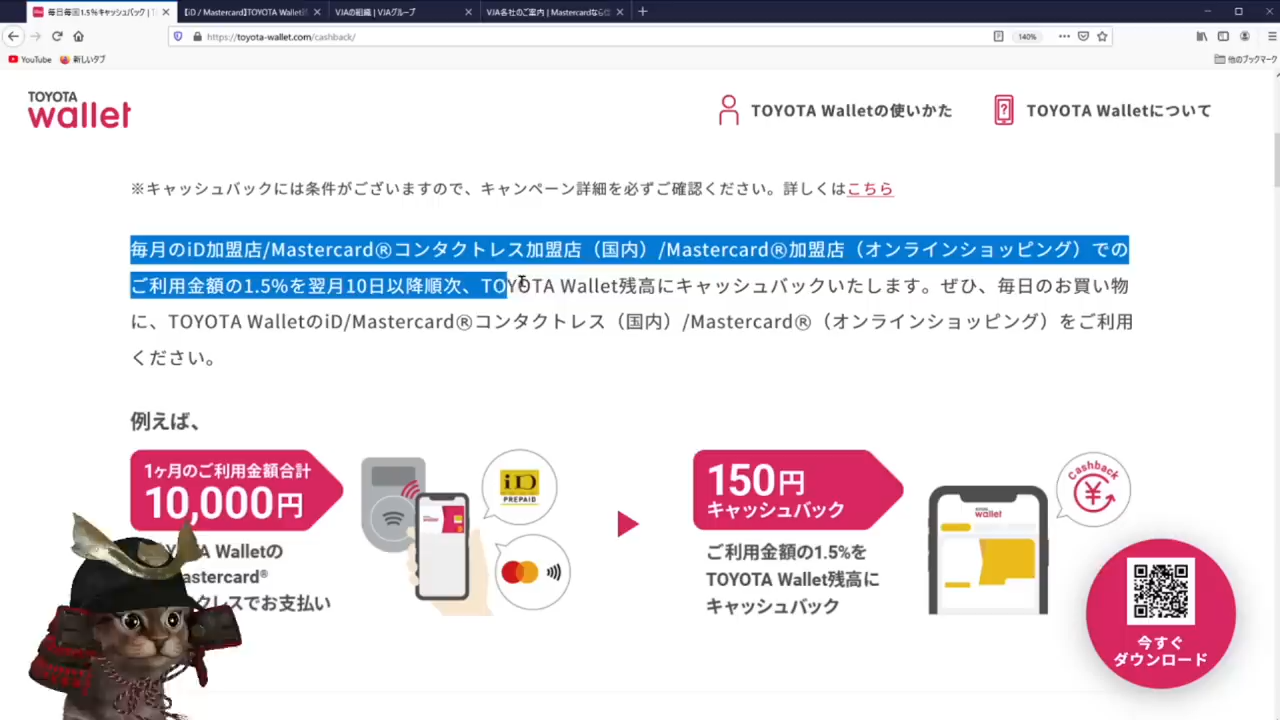 毎日毎回1.5%キャッシュバック | T
【iD / Mastercard】TOYOTA Wallet
VJAの組織 | VJAグループ
VJA各社のご案内 | Mastercardなら
https://toyota-wallet.com/cashback/
140%
YouTube
新しいタブ
他のブックマーク
TOYOTA
wallet
TOYOTA Walletの使いかた
TOYOTA Walletについて
※キャッシュバックには条件がございますので、キャンペーン詳細を必ずご確認ください。詳しくはこちら
毎月のiD加盟店/Mastercard®コンタクトレス加盟店（国内）/Mastercard®加盟店（オンラインショッピング）での
ご利用金額の1.5%を翌月10日以降順次、TOYOTA Wallet残高にキャッシュバックいたします。ぜひ、毎日のお買い物
に、TOYOTA WalletのiD/Mastercard®コンタクトレス（国内）/Mastercard®（オンラインショッピング）をご利用
ください。
例えば、
1ヶ月のご利用金額合計
10,000円
iD
PREPAID
150円
キャッシュバック
TOYOTA
wallet
Cashback
¥
YOTA Walletの
astercard®
クレスでお支払い
ご利用金額の1.5%を
TOYOTA Wallet残高に
キャッシュバック
今すぐ
ダウンロード